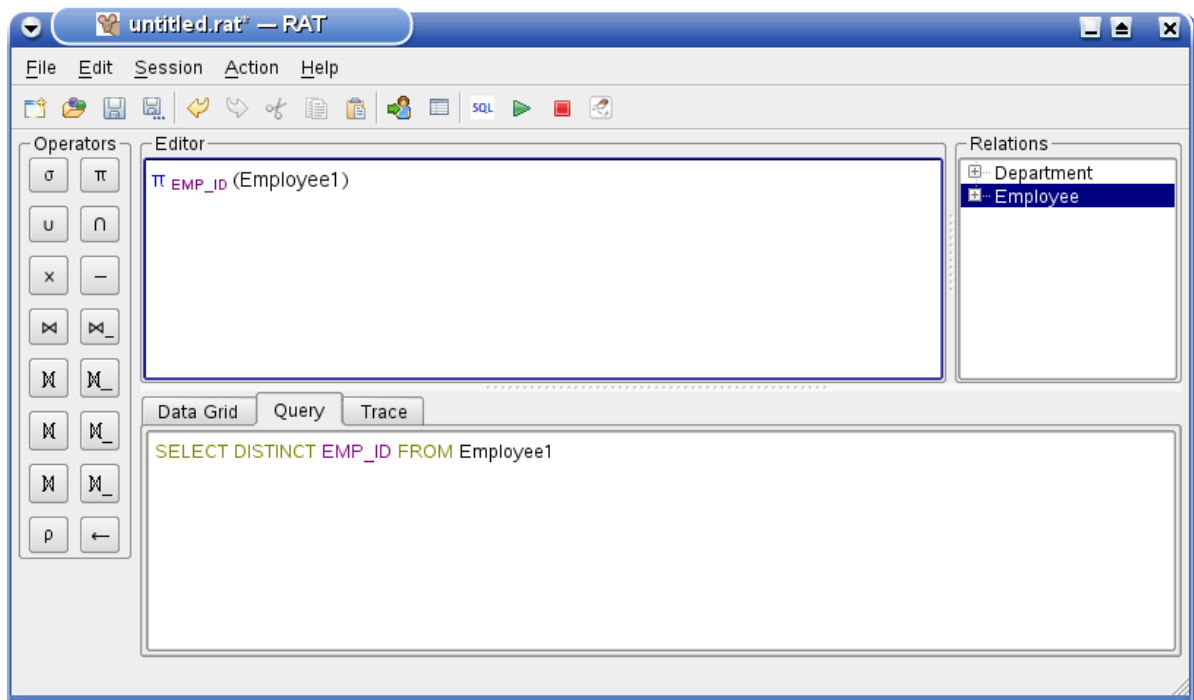 untitled.rat* — RAT
File Edit Session Action Help
SQL
Operators
σ π
∪ ∩
× −
⋈ ⋈_
ρ ←
Editor
π EMP_ID (Employee1)
Relations
Department
Employee
Data Grid Query Trace
SELECT DISTINCT EMP_ID FROM Employee1